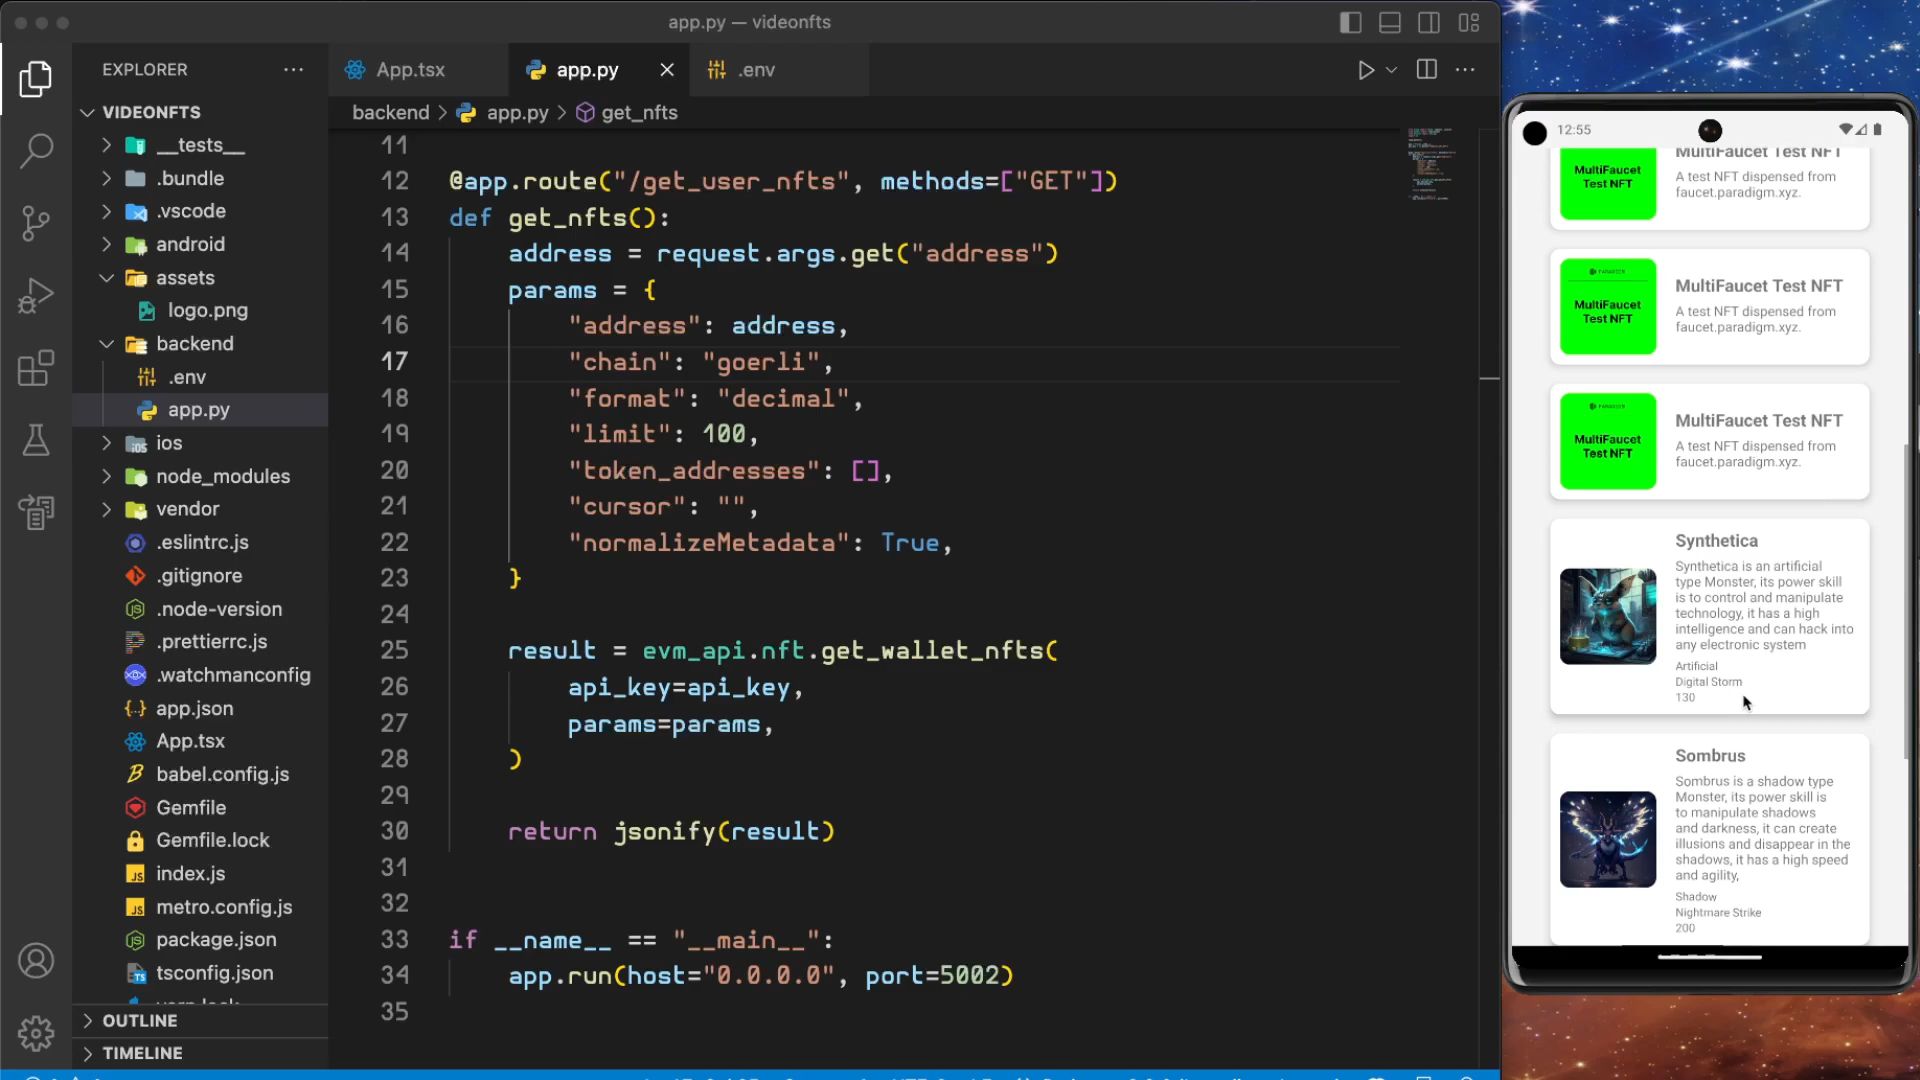 app.py — videonfts
EXPLORER
VIDEONFTS
__tests__
.bundle
.vscode
android
assets
logo.png
backend
.env
app.py
ios
node_modules
vendor
.eslintrc.js
.gitignore
.node-version
.prettierrc.js
.watchmanconfig
app.json
App.tsx
babel.config.js
Gemfile
Gemfile.lock
index.js
metro.config.js
package.json
tsconfig.json
OUTLINE
TIMELINE
App.tsx
app.py
.env
backend > app.py > get_nfts
11
12 @app.route("/get_user_nfts", methods=["GET"])
13 def get_nfts():
14 address = request.args.get("address")
15 params = {
16 "address": address,
17 "chain": "goerli",
18 "format": "decimal",
19 "limit": 100,
20 "token_addresses": [],
21 "cursor": "",
22 "normalizeMetadata": True,
23 }
24
25 result = evm_api.nft.get_wallet_nfts(
26 api_key=api_key,
27 params=params,
28 )
29
30 return jsonify(result)
31
32
33 if __name__ == "__main__":
34 app.run(host="0.0.0.0", port=5002)
35
12:55
MultiFaucet
Test NFT
MultiFaucet Test NFT
A test NFT dispensed from
faucet.paradigm.xyz.
MultiFaucet
Test NFT
MultiFaucet Test NFT
A test NFT dispensed from
faucet.paradigm.xyz.
MultiFaucet
Test NFT
MultiFaucet Test NFT
A test NFT dispensed from
faucet.paradigm.xyz.
Synthetica
Synthetica is an artificial
type Monster, its power skill
is to control and manipulate
technology, it has a high
intelligence and can hack into
any electronic system
Artificial
Digital Storm
130
Sombrus
Sombrus is a shadow type
Monster, its power skill is
to manipulate shadows
and darkness, it can create
illusions and disappear in the
shadows, it has a high speed
and agility,
Shadow
Nightmare Strike
200